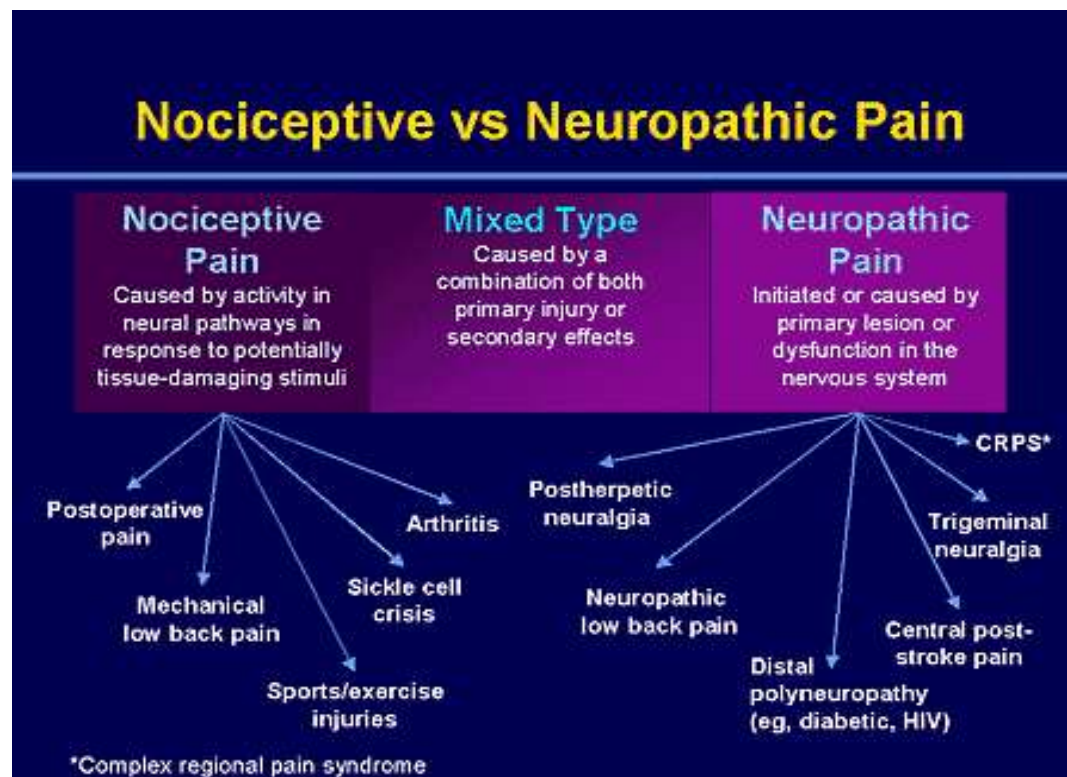 Nociceptive vs Neuropathic Pain
Nociceptive
Pain
Caused by activity in
neural pathways in
response to potentially
tissue-damaging stimuli
Mixed Type
Caused by a
combination of both
primary injury or
secondary effects
Neuropathic
Pain
Initiated or caused by
primary lesion or
dysfunction in the
nervous system
Postoperative
pain
Mechanical
low back pain
Sports/exercise
injuries
Sickle cell
crisis
Arthritis
Postherpetic
neuralgia
Neuropathic
low back pain
Distal
polyneuropathy
(eg, diabetic, HIV)
Central post-
stroke pain
Trigeminal
neuralgia
CRPS*
*Complex regional pain syndrome